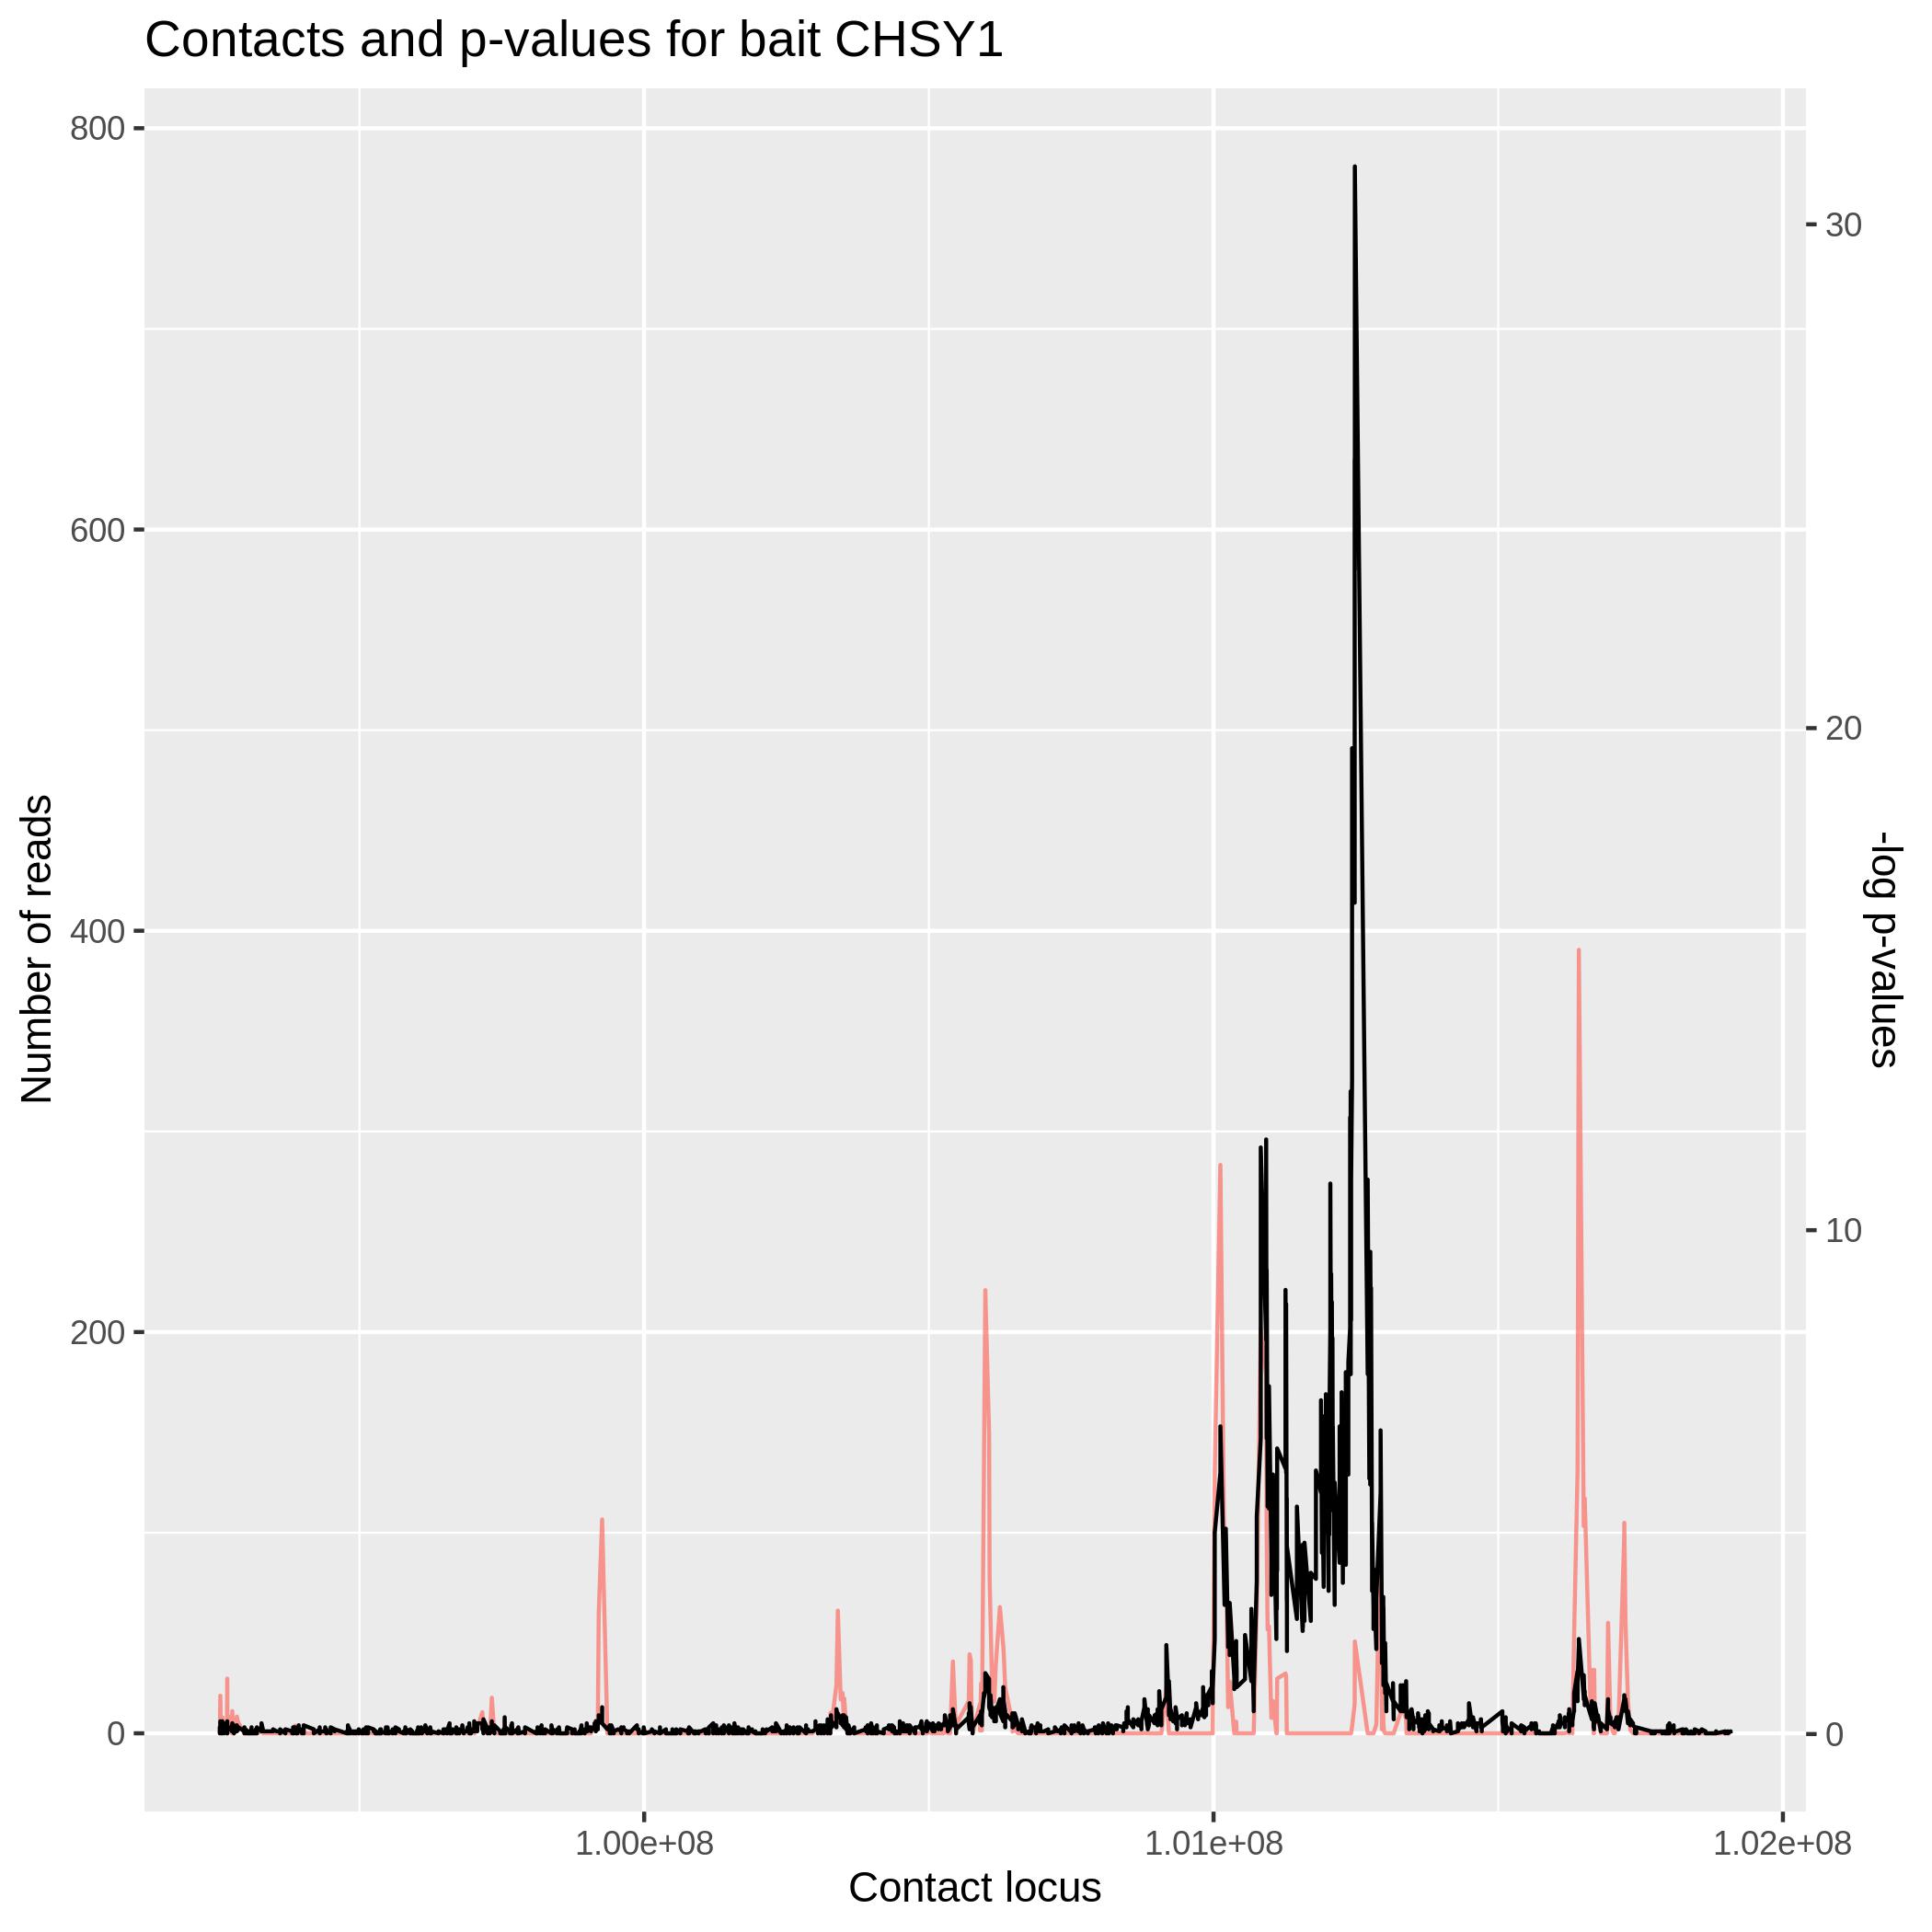 Contacts and p-values for bait CHSY1
800
600
400
200
0
Number of reads
30
20
10
0
-log p-values
1.00e+08
1.01e+08
1.02e+08
Contact locus